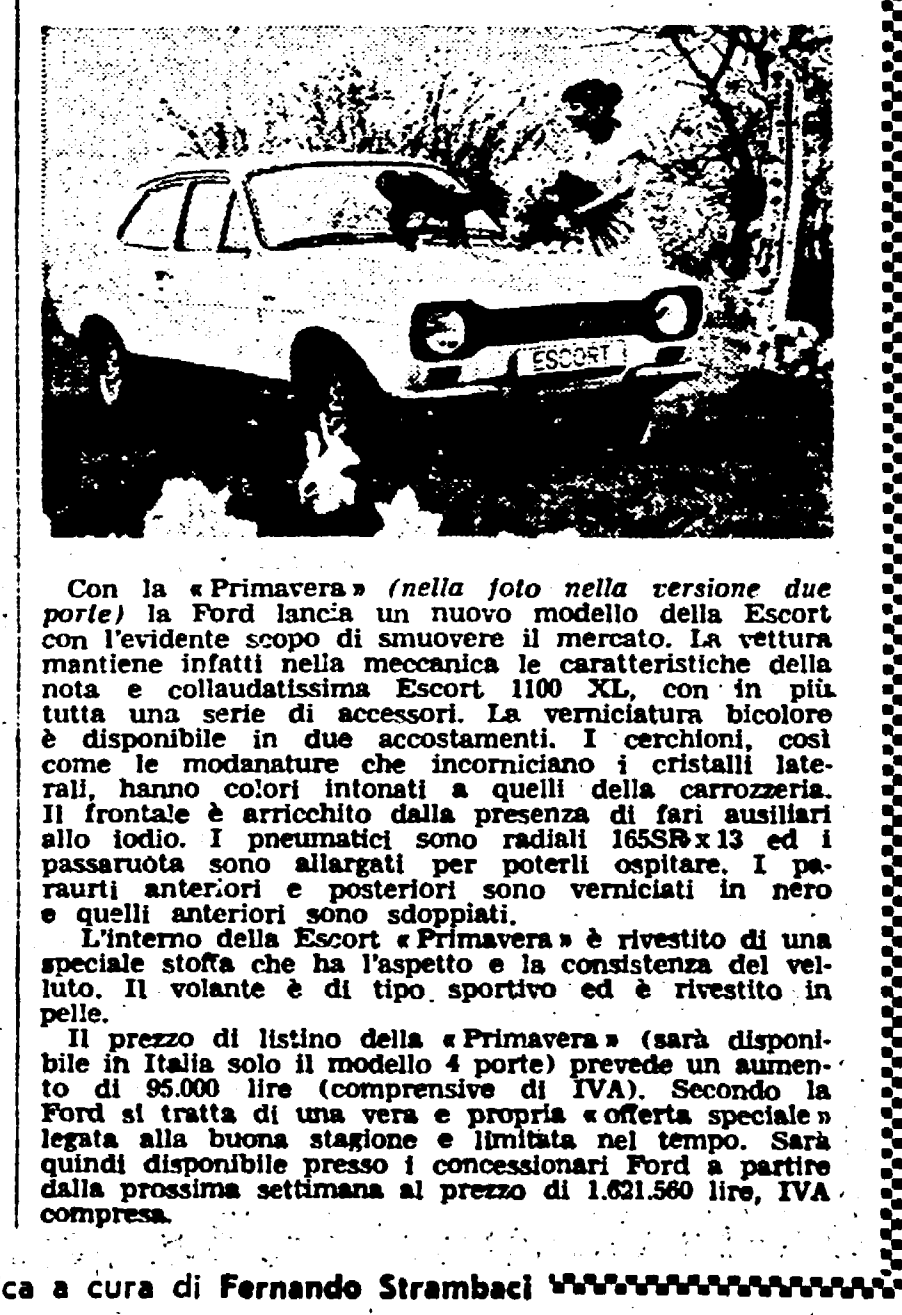 ESCORT
Con la « Primavera » (nella foto nella versione due
porte) la Ford lancia un nuovo modello della Escort
con l'evidente scopo di smuovere il mercato. La vettura
mantiene infatti nella meccanica le caratteristiche della
nota e collaudatissima Escort 1100 XL, con in più
tutta una serie di accessori. La verniciatura bicolore
è disponibile in due accostamenti. I cerchioni, così
come le modanature che incorniciano i cristalli late-
rali, hanno colori intonati a quelli della carrozzeria.
Il frontale è arricchito dalla presenza di fari ausiliari
allo iodio. I pneumatici sono radiali 165SR x 13 ed i
passaruota sono allargati per poterli ospitare. I pa-
raurti anteriori e posteriori sono verniciati in nero
e quelli anteriori sono sdoppiati.
L'interno della Escort « Primavera » è rivestito di una
speciale stoffa che ha l'aspetto e la consistenza del vel-
luto. Il volante è di tipo sportivo ed è rivestito in
pelle.
Il prezzo di listino della « Primavera » (sarà disponi-
bile in Italia solo il modello 4 porte) prevede un aumen-
to di 95.000 lire (comprensive di IVA). Secondo la
Ford si tratta di una vera e propria « offerta speciale »
legata alla buona stagione e limitata nel tempo. Sarà
quindi disponibile presso i concessionari Ford a partire
dalla prossima settimana al prezzo di 1.621.560 lire, IVA
compresa.
ca a cura di Fernando Strambaci